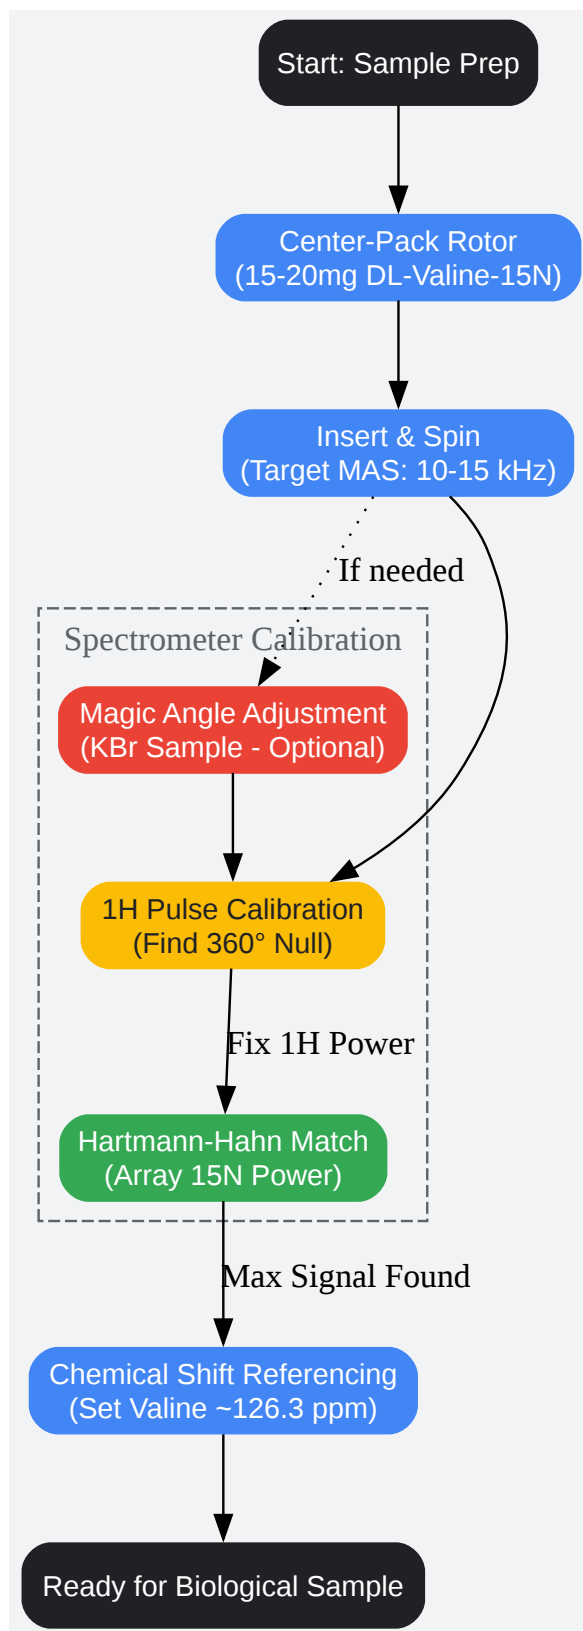 Start: Sample Prep
Center-Pack Rotor
(15-20mg DL-Valine-15N)
Insert & Spin
(Target MAS: 10-15 kHz)
If needed
Spectrometer Calibration
Magic Angle Adjustment
(KBr Sample - Optional)
1H Pulse Calibration
(Find 360° Null)
Fix 1H Power
Hartmann-Hahn Match
(Array 15N Power)
Max Signal Found
Chemical Shift Referencing
(Set Valine ~126.3 ppm)
Ready for Biological Sample